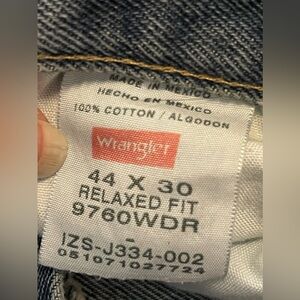 MADE IN MEXICO
HECHO EN MEXICO
100% COTTON / ALGODON
Wrangler
44 X 30
RELAXED FIT
9760WDR
-
IZS-J334-002
051071027724